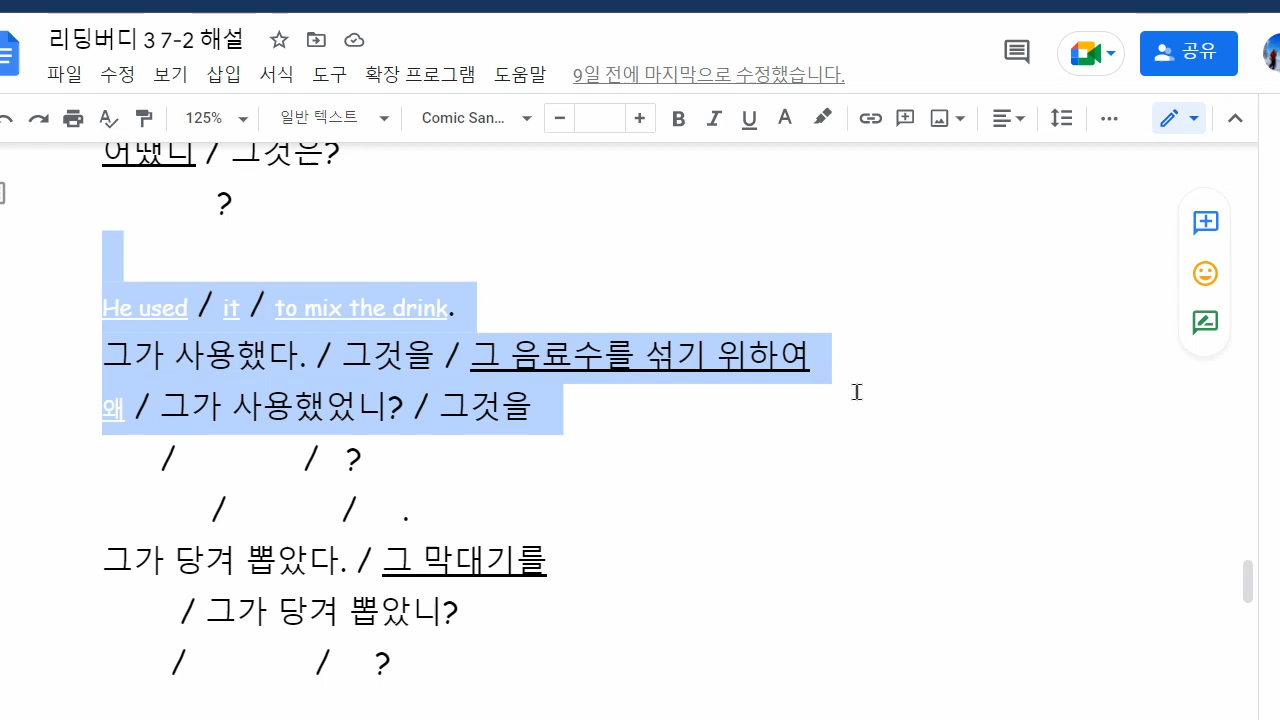 리딩버디 3 7-2 해설
파일 수정 보기 삽입 서식 도구 확장 프로그램 도움말 9일 전에 마지막으로 수정했습니다.
공유
125% 일반 텍스트 Comic San... − + B I U A
어땠니 / 그것은?
?
He used / it / to mix the drink.
그가 사용했다. / 그것을 / 그 음료수를 섞기 위하여
왜 / 그가 사용했었니? / 그것을
/ / ?
/ / .
그가 당겨 뽑았다. / 그 막대기를
/ 그가 당겨 뽑았니?
/ / ?